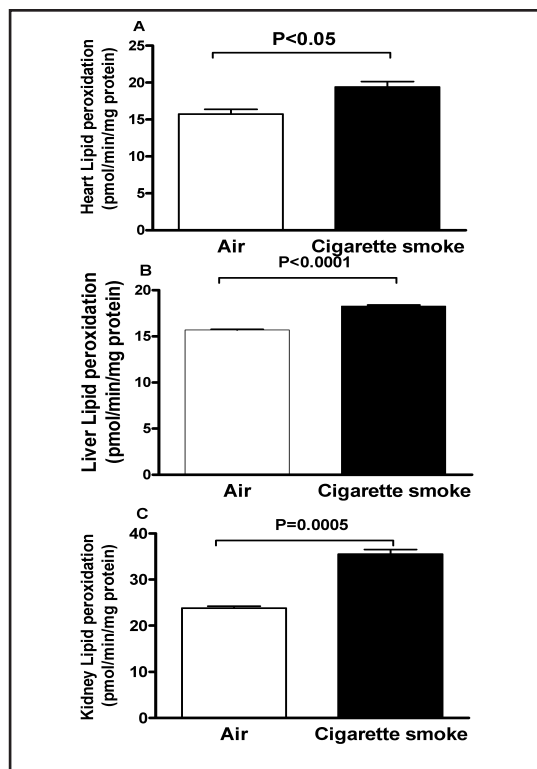 A
P<0.05
Heart Lipid peroxidation
(pmol/min/mg protein)
25
20
15
10
5
0
Air Cigarette smoke
B
P<0.0001
Liver Lipid peroxidation
(pmol/min/mg protein)
20
15
10
5
0
Air Cigarette smoke
C
P=0.0005
Kidney Lipid peroxidation
(pmol/min/mg protein)
40
30
20
10
0
Air Cigarette smoke